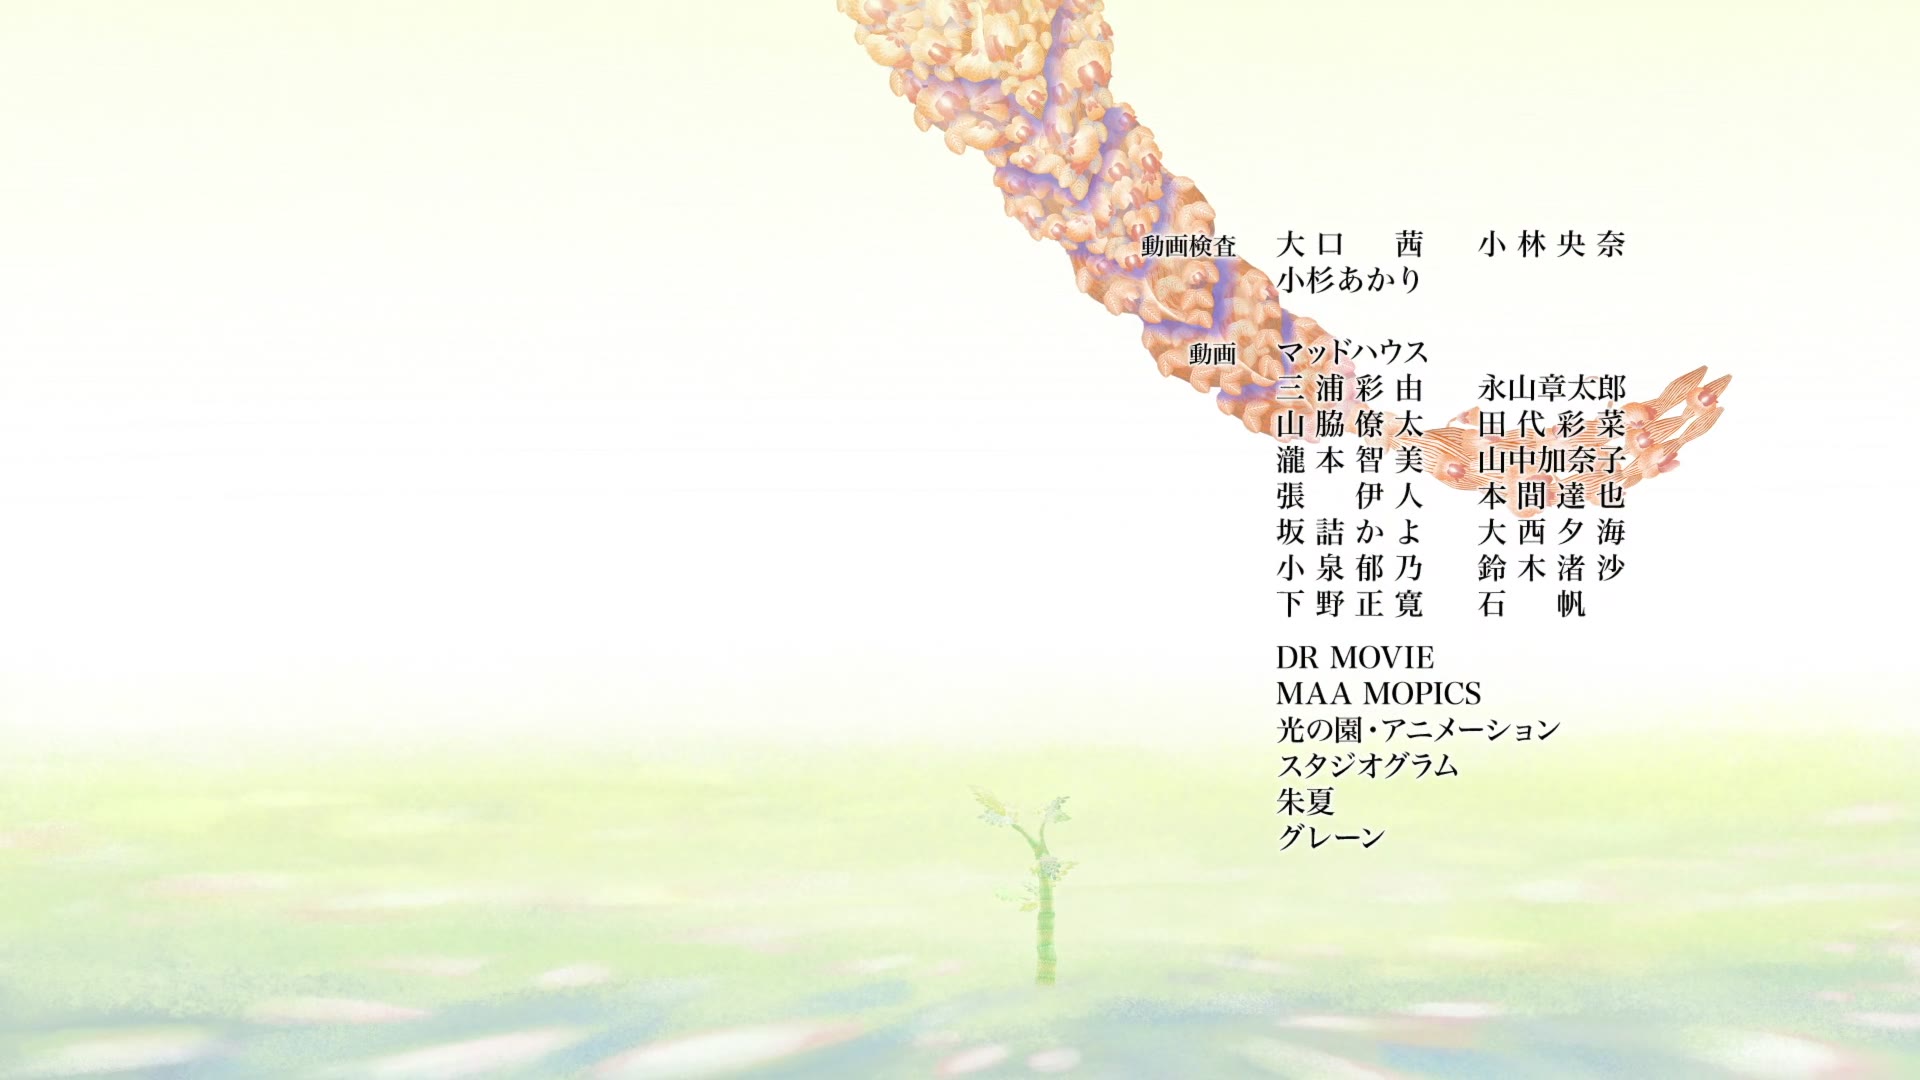 動画検査 大口 茜 小林央奈
小杉あかり
動画 マッドハウス
三浦彩由 永山章太郎
山脇僚太 田代彩菜
瀧本智美 山中加奈子
張 伊人 本間達也
坂詰かよ 大西夕海
小泉郁乃 鈴木渚沙
下野正寛 石 帆
DR MOVIE
MAA MOPICS
光の園・アニメーション
スタジオグラム
朱夏
グレーン